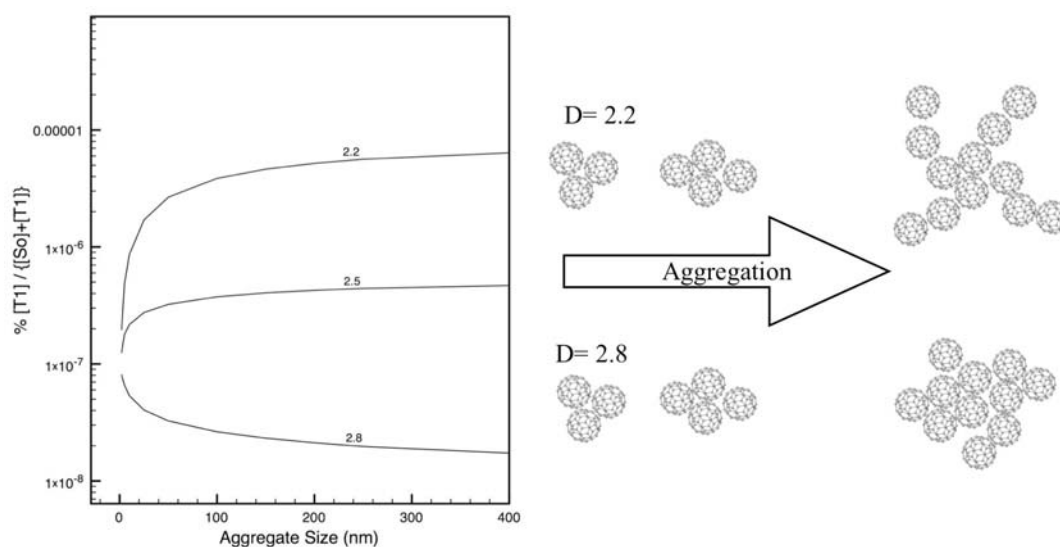 % [T1] / {[So]+[T1]}
0.00001
1×10-6
1×10-7
1×10-8
2.2
2.5
2.8
0 100 200 300 400
Aggregate Size (nm)
D= 2.2
Aggregation
D= 2.8